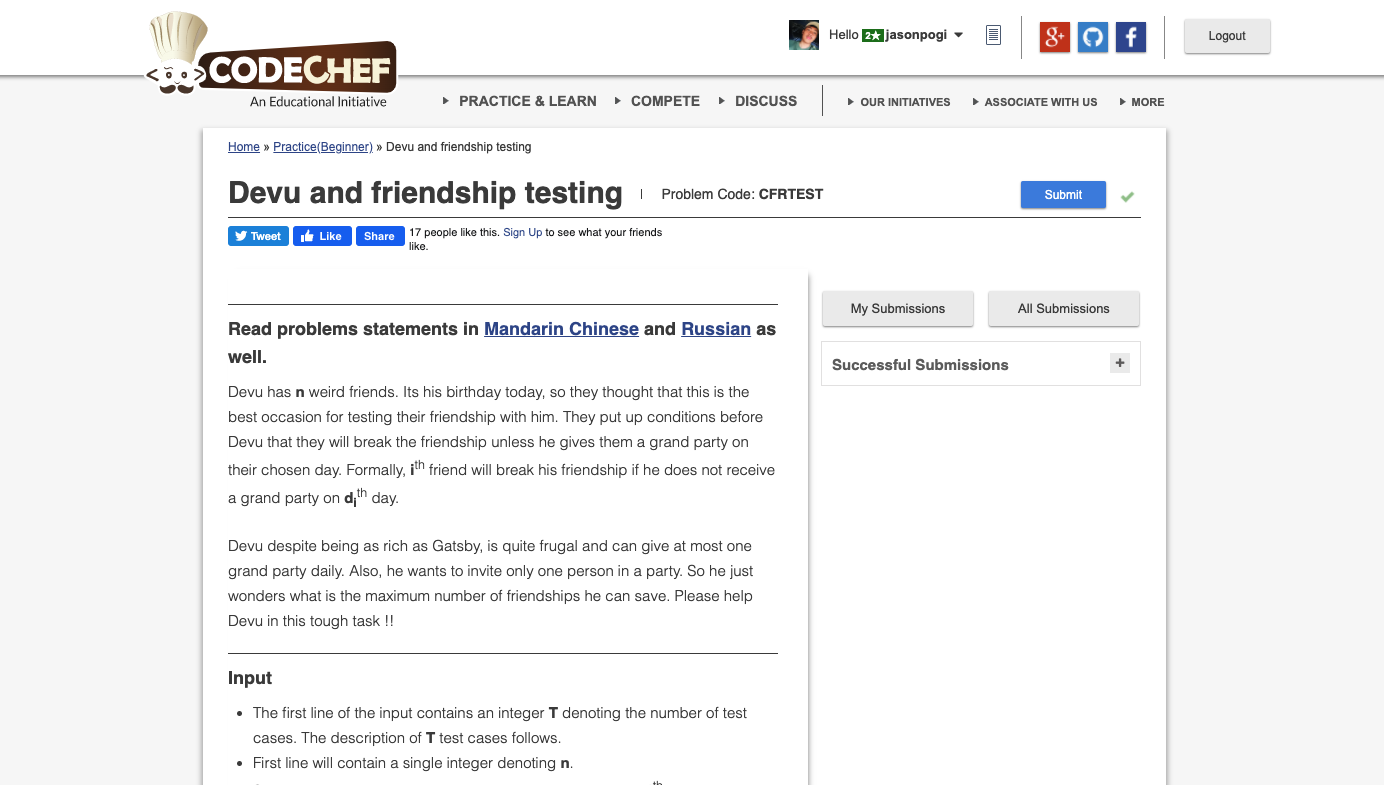 CODECHEF
An Educational Initiative
Hello 2★ jasonpogi
g+
f
Logout
PRACTICE & LEARN COMPETE DISCUSS OUR INITIATIVES ASSOCIATE WITH US MORE
Home » Practice(Beginner) » Devu and friendship testing
Devu and friendship testing Problem Code: CFRTEST Submit
Tweet Like Share 17 people like this. Sign Up to see what your friends
like.
My Submissions All Submissions
Successful Submissions +
Read problems statements in Mandarin Chinese and Russian as
well.
Devu has n weird friends. Its his birthday today, so they thought that this is the
best occasion for testing their friendship with him. They put up conditions before
Devu that they will break the friendship unless he gives them a grand party on
their chosen day. Formally, ith friend will break his friendship if he does not receive
a grand party on dith day.
Devu despite being as rich as Gatsby, is quite frugal and can give at most one
grand party daily. Also, he wants to invite only one person in a party. So he just
wonders what is the maximum number of friendships he can save. Please help
Devu in this tough task !!
Input
• The first line of the input contains an integer T denoting the number of test
cases. The description of T test cases follows.
• First line will contain a single integer denoting n.